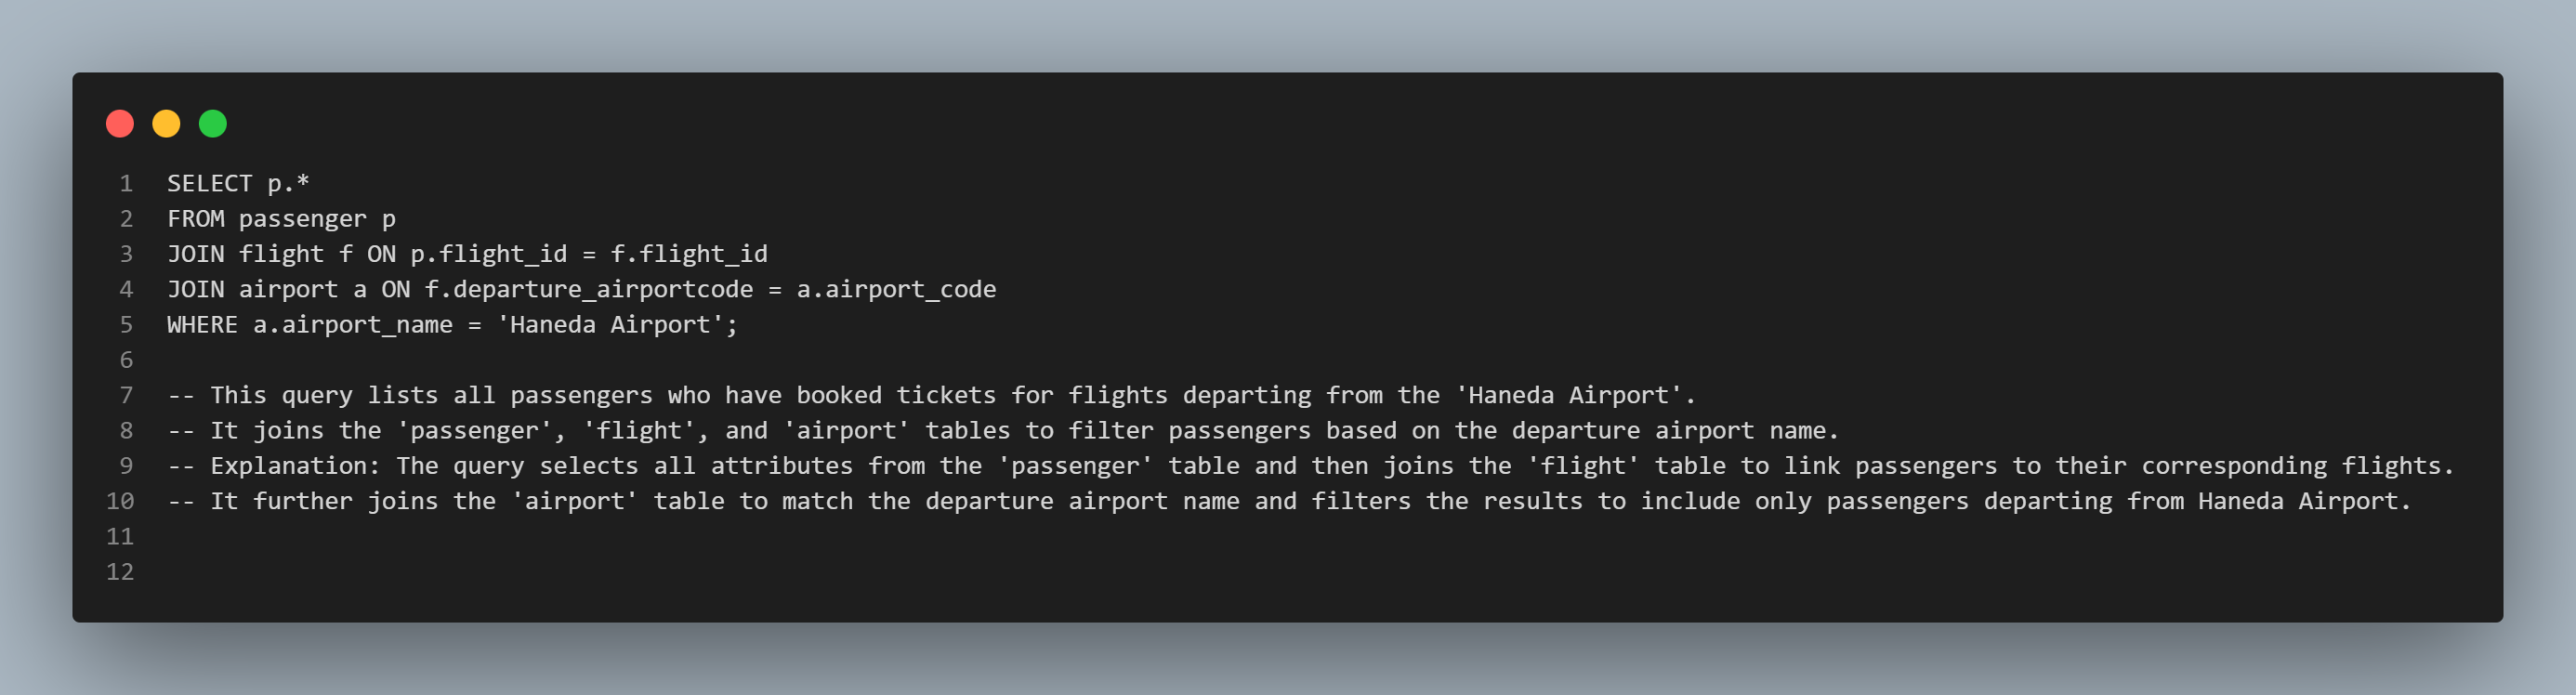 1 SELECT p.*
2 FROM passenger p
3 JOIN flight f ON p.flight_id = f.flight_id
4 JOIN airport a ON f.departure_airportcode = a.airport_code
5 WHERE a.airport_name = 'Haneda Airport';
6
7 -- This query lists all passengers who have booked tickets for flights departing from the 'Haneda Airport'.
8 -- It joins the 'passenger', 'flight', and 'airport' tables to filter passengers based on the departure airport name.
9 -- Explanation: The query selects all attributes from the 'passenger' table and then joins the 'flight' table to link passengers to their corresponding flights.
10 -- It further joins the 'airport' table to match the departure airport name and filters the results to include only passengers departing from Haneda Airport.
11
12